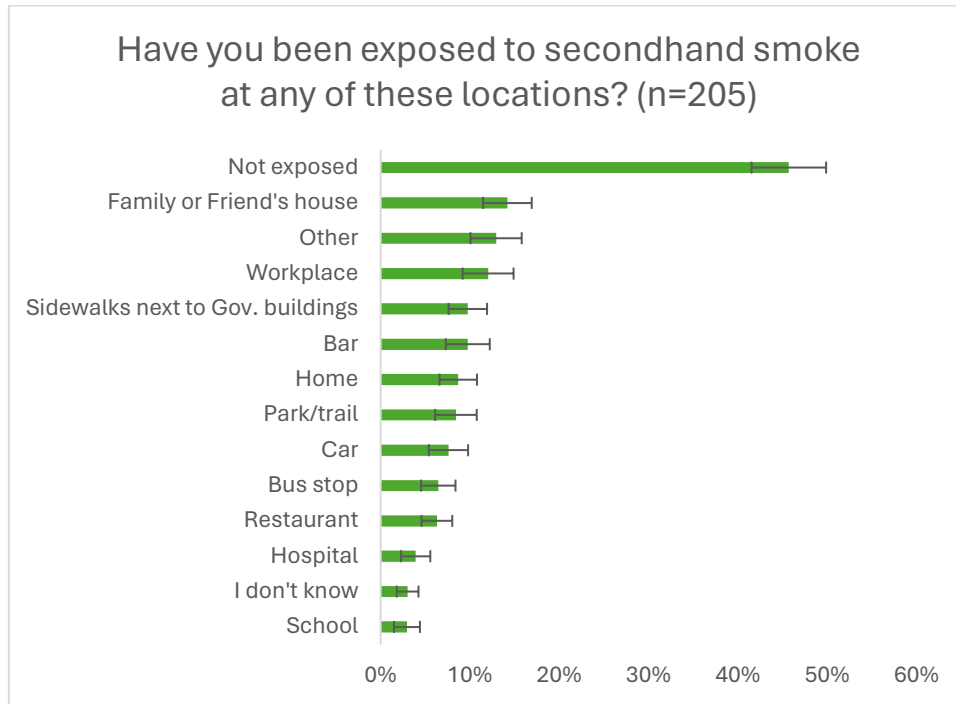 Have you been exposed to secondhand smoke
at any of these locations? (n=205)
Not exposed
Family or Friend's house
Other
Workplace
Sidewalks next to Gov. buildings
Bar
Home
Park/trail
Car
Bus stop
Restaurant
Hospital
I don't know
School
0% 10% 20% 30% 40% 50% 60%